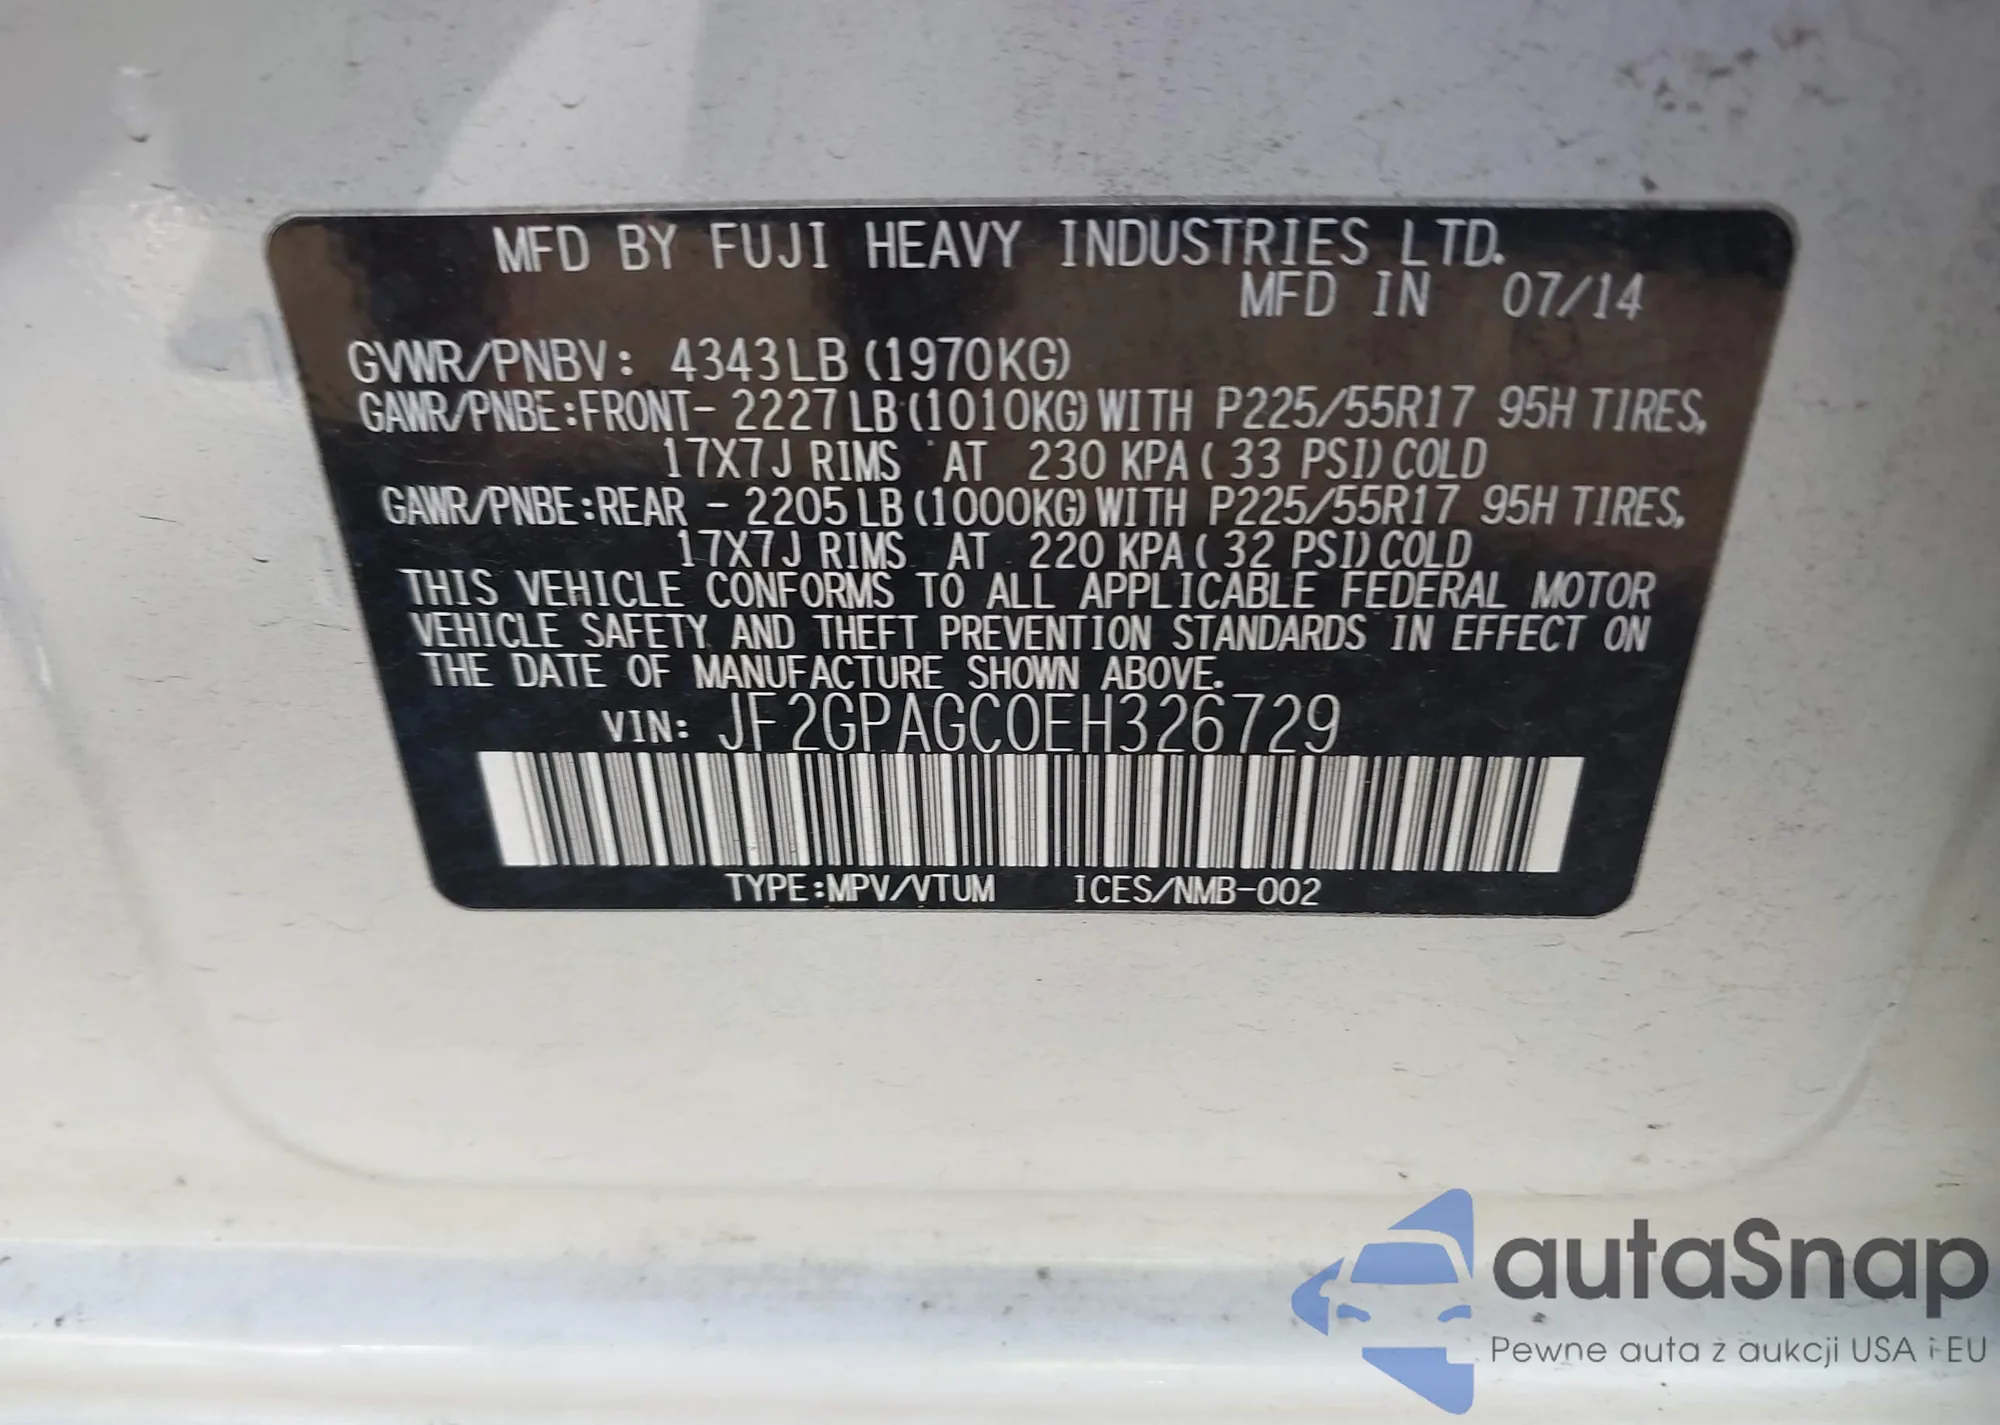 MFD BY FUJI HEAVY INDUSTRIES LTD.
MFD IN 07/14
GVWR/PNBV: 4343LB (1970KG)
GAWR/PNBE:FRONT- 2227LB (1010KG) WITH P225/55R17 95H TIRES,
17X7J RIMS AT 230 KPA ( 33 PSI) COLD
GAWR/PNBE:REAR - 2205LB (1000KG) WITH P225/55R17 95H TIRES,
17X7J RIMS AT 220 KPA ( 32 PSI) COLD
THIS VEHICLE CONFORMS TO ALL APPLICABLE FEDERAL MOTOR
VEHICLE SAFETY AND THEFT PREVENTION STANDARDS IN EFFECT ON
THE DATE OF MANUFACTURE SHOWN ABOVE.
VIN: JF2GPAGC0EH326729
TYPE:MPV/VTUM ICES/NMB-002
autaSnap
Pewne auta z aukcji USA i EU